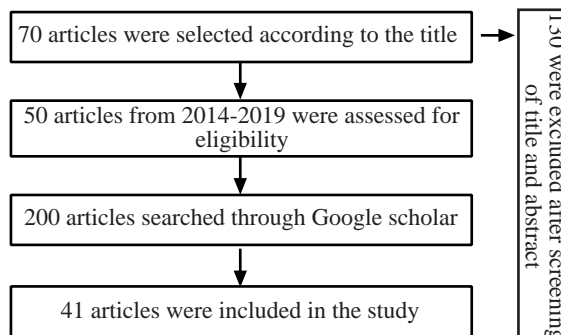 70 articles were selected according to the title
50 articles from 2014-2019 were assessed for
eligibility
200 articles searched through Google scholar
41 articles were included in the study
130 were excluded after screening
of title and abstract